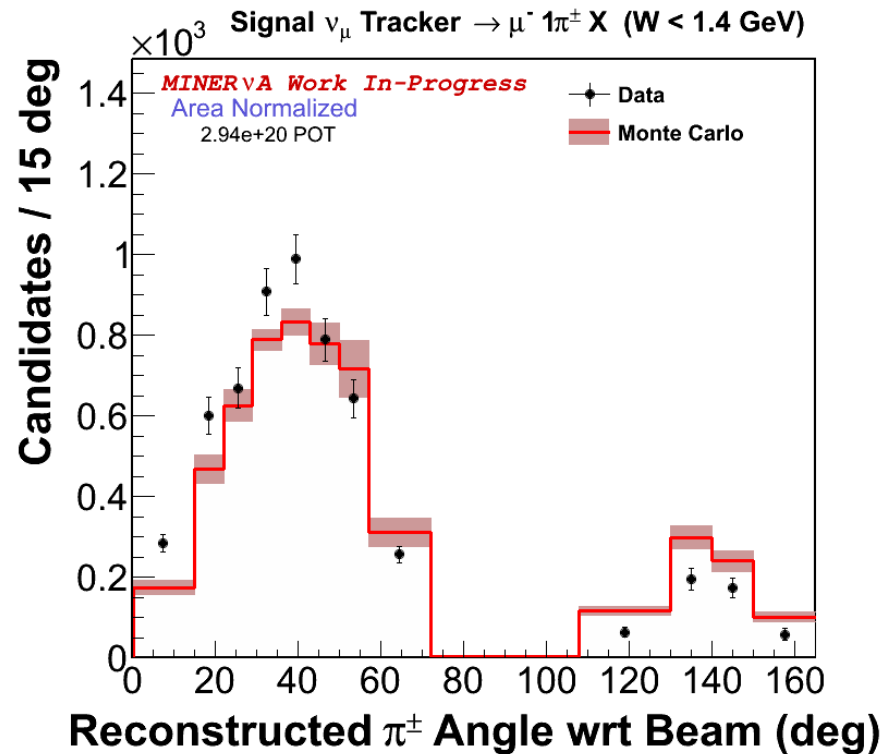 Signal νμ Tracker → μ⁻ 1π± X (W < 1.4 GeV)
×10³
MINERνA Work In-Progress
Area Normalized
2.94e+20 POT
Data
Monte Carlo
Candidates / 15 deg
1.4
1.2
1
0.8
0.6
0.4
0.2
0
0 20 40 60 80 100 120 140 160
Reconstructed π± Angle wrt Beam (deg)